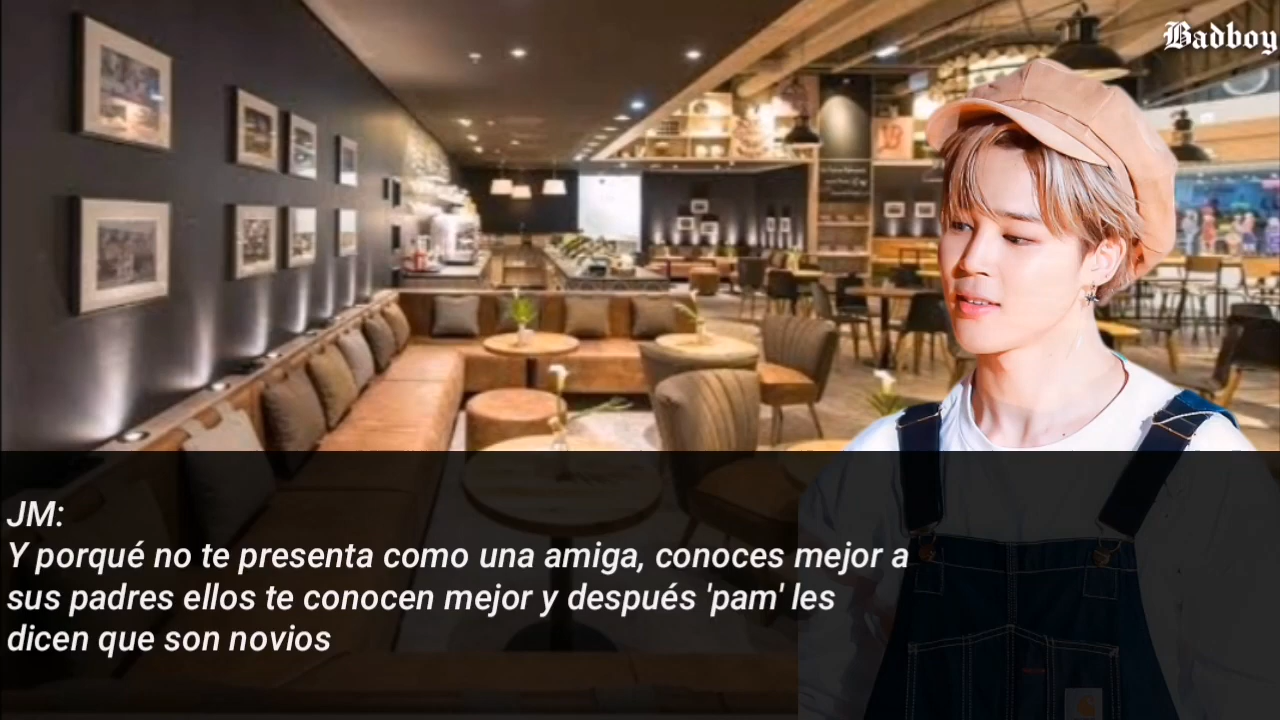 Badboy
JM:
Y porqué no te presenta como una amiga, conoces mejor a
sus padres ellos te conocen mejor y después 'pam' les
dicen que son novios